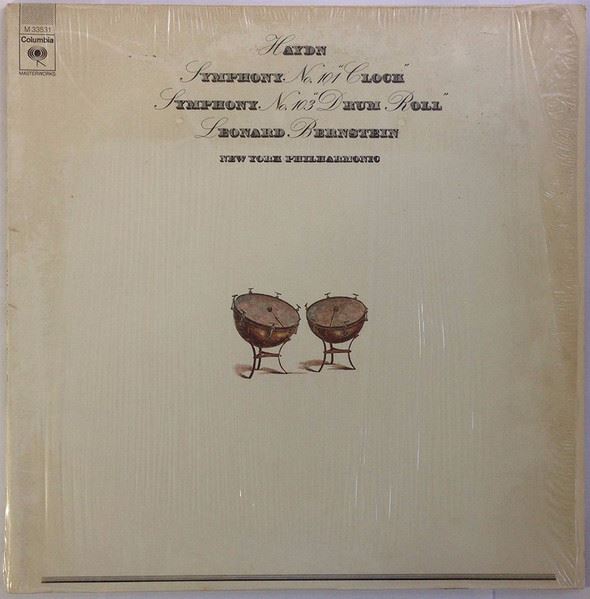 M 33531
Columbia
MASTERWORKS
HAYDN
SYMPHONY No. 101 "CLOCK"
SYMPHONY No. 103 "DRUM ROLL"
LEONARD BERNSTEIN
NEW YORK PHILHARMONIC